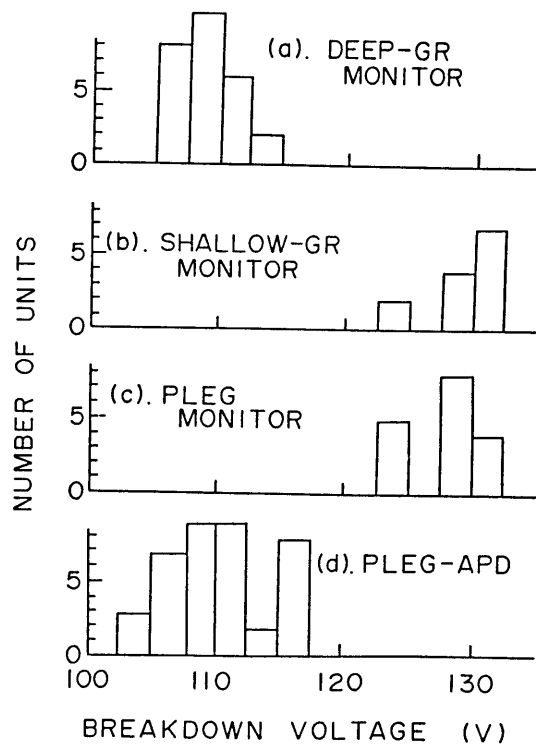 (a). DEEP-GR
MONITOR
5
0
(b). SHALLOW-GR
MONITOR
5
0
(c). PLEG
MONITOR
5
0
(d). PLEG-APD
5
0
100
110
120
130
NUMBER OF UNITS
BREAKDOWN VOLTAGE (V)